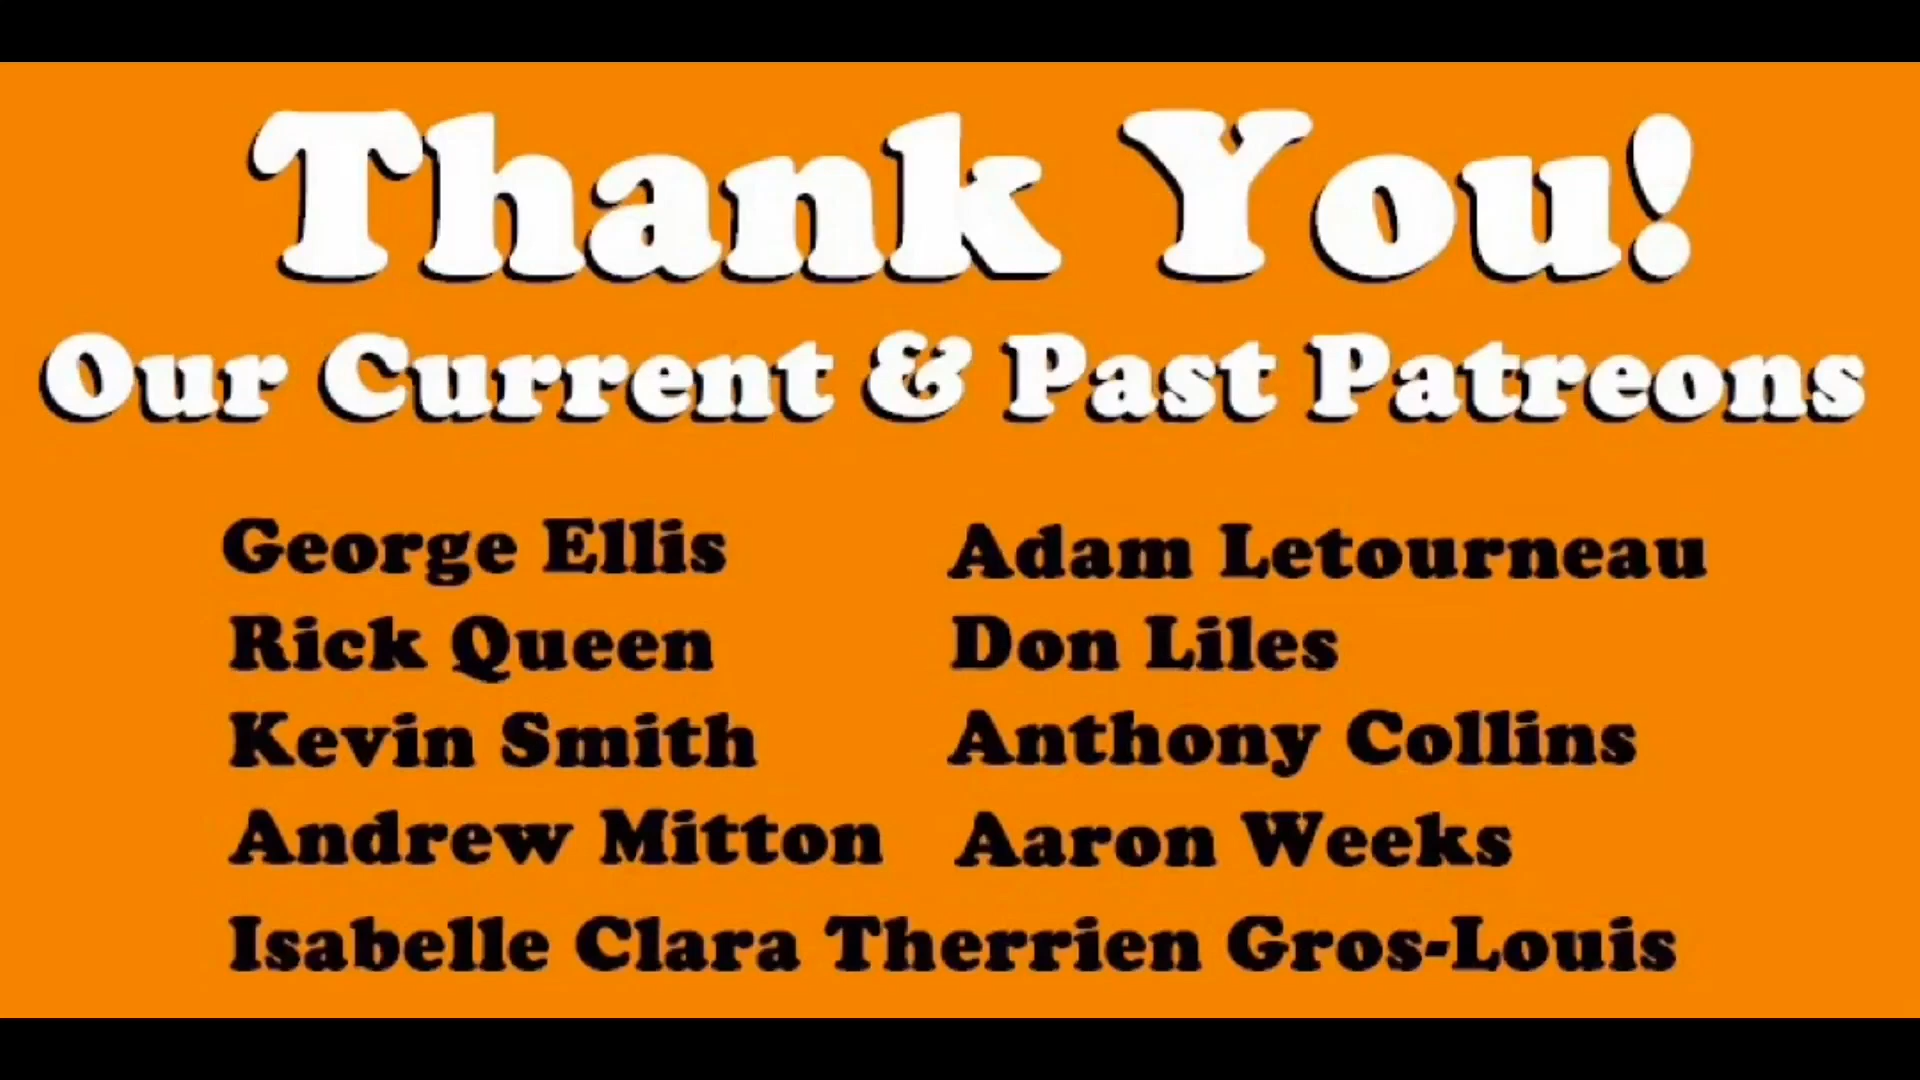 Thank You!
Our Current & Past Patreons
George Ellis
Adam Letourneau
Rick Queen
Don Liles
Kevin Smith
Anthony Collins
Andrew Mitton
Aaron Weeks
Isabelle Clara Therrien Gros-Louis